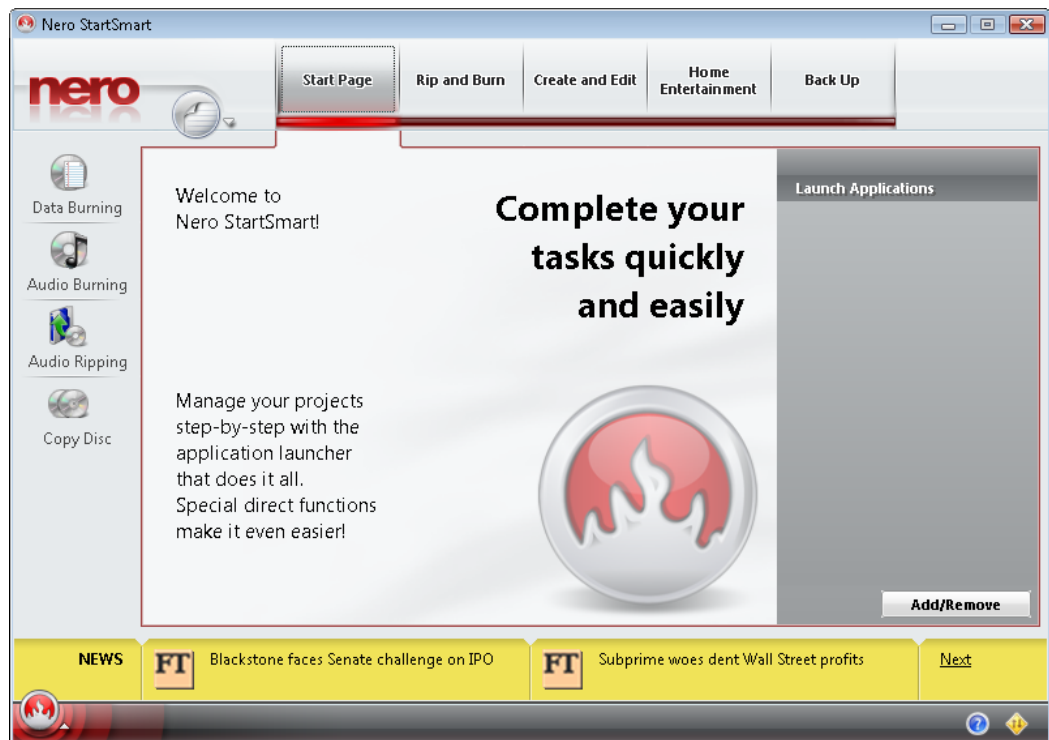 Nero StartSmart
nero
Start Page
Rip and Burn
Create and Edit
Home
Entertainment
Back Up
Data Burning
Audio Burning
Audio Ripping
Copy Disc
Welcome to
Nero StartSmart!
Complete your
tasks quickly
and easily
Manage your projects
step-by-step with the
application launcher
that does it all.
Special direct functions
make it even easier!
Launch Applications
Add/Remove
NEWS
FT
Blackstone faces Senate challenge on IPO
FT
Subprime woes dent Wall Street profits
Next